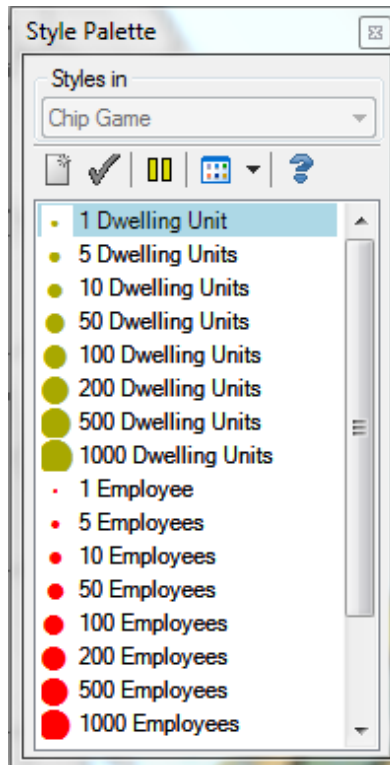 Style Palette
Styles in
Chip Game
1 Dwelling Unit
5 Dwelling Units
10 Dwelling Units
50 Dwelling Units
100 Dwelling Units
200 Dwelling Units
500 Dwelling Units
1000 Dwelling Units
1 Employee
5 Employees
10 Employees
50 Employees
100 Employees
200 Employees
500 Employees
1000 Employees